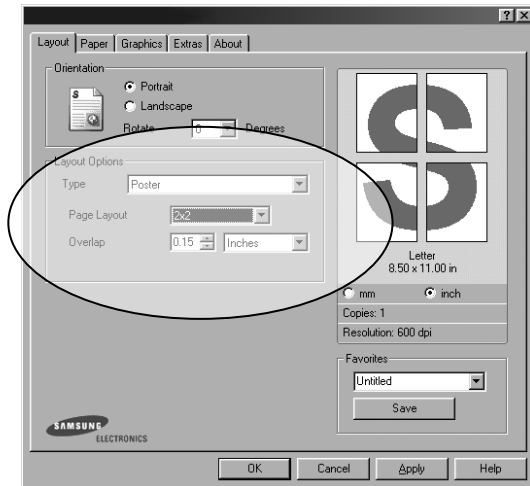 ? x
Layout Paper Graphics Extras About
Orientation
S
Portrait
Landscape
Rotate 0 Degrees
Layout Options
Type Poster
Page Layout 2x2
Overlap 0.15 Inches
S
Letter
8.50 x 11.00 in
mm inch
Copies: 1
Resolution: 600 dpi
Favorites
Untitled
Save
SAMSUNG
ELECTRONICS
OK Cancel Apply Help